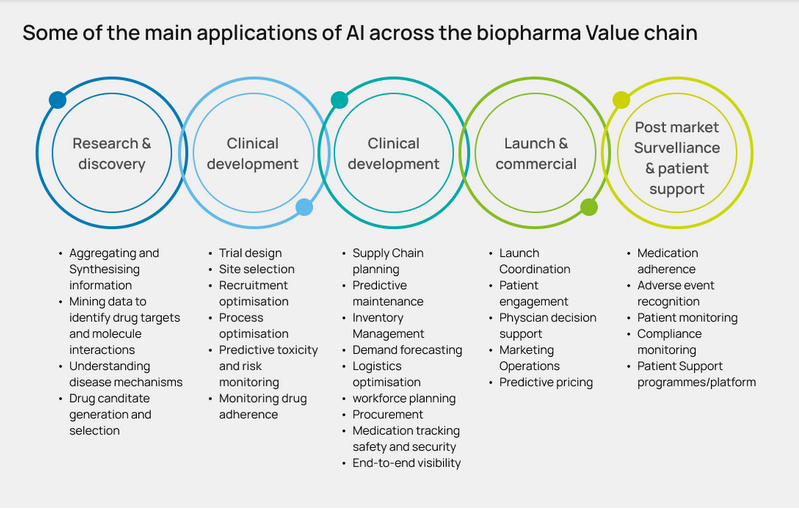 Some of the main applications of AI across the biopharma Value chain
Research &
discovery
Clinical
development
Clinical
development
Launch &
commercial
Post market
Survelliance
& patient
support
• Aggregating and
Synthesising
information
• Mining data to
identify drug targets
and molecule
interactions
• Understanding
disease mechanisms
• Drug canditate
generation and
selection
• Trial design
• Site selection
• Recruitment
optimisation
• Process
optimisation
• Predictive toxicity
and risk
monitoring
• Monitoring drug
adherence
• Supply Chain
planning
• Predictive
maintenance
• Inventory
Management
• Demand forecasting
• Logistics
optimisation
• workforce planning
• Procurement
• Medication tracking
safety and security
• End-to-end visibility
• Launch
Coordination
• Patient
engagement
• Physcian decision
support
• Marketing
Operations
• Predictive pricing
• Medication
adherence
• Adverse event
recognition
• Patient monitoring
• Compliance
monitoring
• Patient Support
programmes/platform